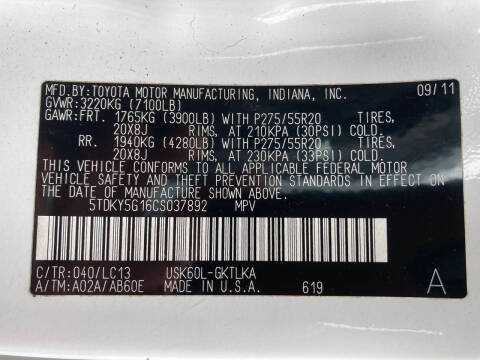 MFD.BY: TOYOTA MOTOR MANUFACTURING, INDIANA, INC. 09/11
GVWR: 3220KG (7100LB)
GAWR: FRT. 1765KG (3900LB) WITH P275/55R20 TIRES,
20X8J RIMS, AT 210KPA (30PSI) COLD.
RR. 1940KG (4280LB) WITH P275/55R20 TIRES,
20X8J RIMS, AT 230KPA (33PSI) COLD.
THIS VEHICLE CONFORMS TO ALL APPLICABLE FEDERAL MOTOR
VEHICLE SAFETY AND THEFT PREVENTION STANDARDS IN EFFECT ON
THE DATE OF MANUFACTURE SHOWN ABOVE.
5TDKY5G16CS037892 MPV
C/TR: 040/LC13 USK60L-GKTLKA
A/TM: A02A/AB60E MADE IN U.S.A. 619 A